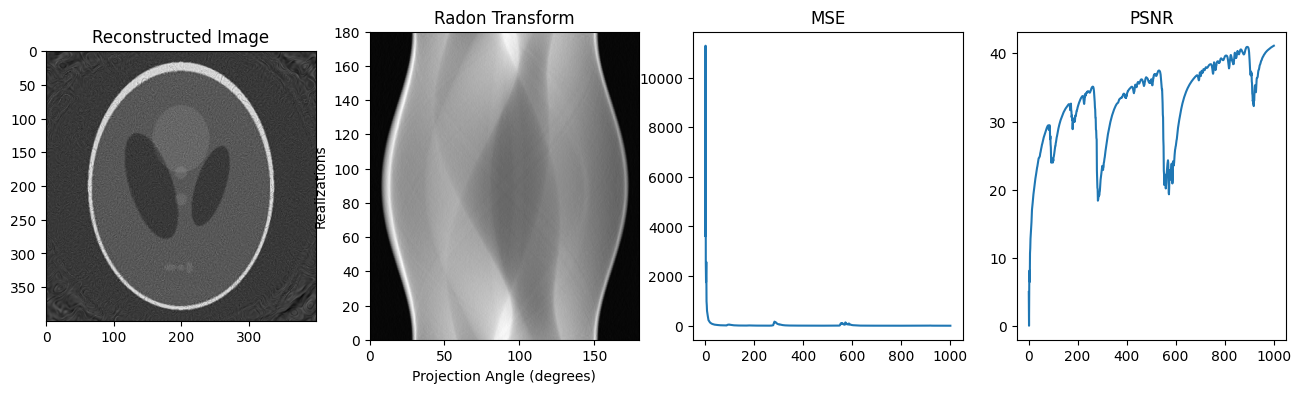 Reconstructed Image
0
50
100
150
200
250
300
350
0 100 200 300
Radon Transform
Realizations
180
160
140
120
100
80
60
40
20
0
0 50 100 150
Projection Angle (degrees)
MSE
10000
8000
6000
4000
2000
0
0 200 400 600 800 1000
PSNR
40
30
20
10
0
0 200 400 600 800 1000